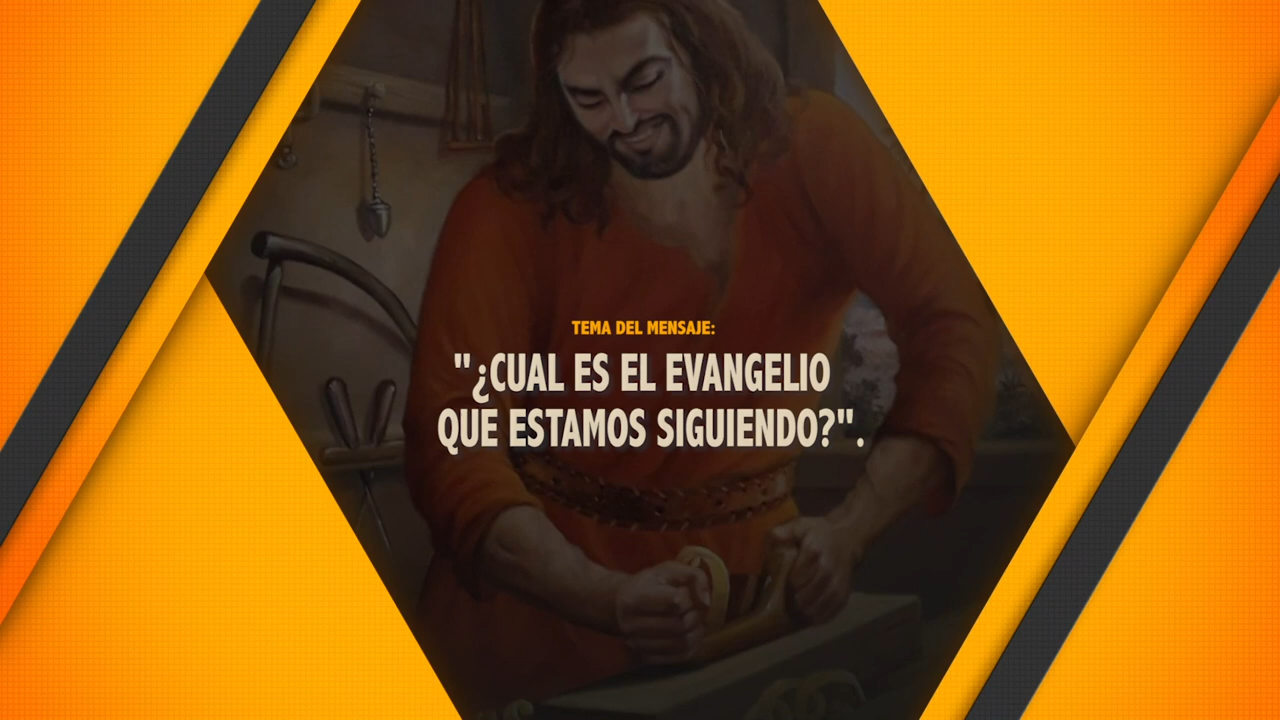 TEMA DEL MENSAJE:
"¿CUAL ES EL EVANGELIO
QUE ESTAMOS SIGUIENDO?".